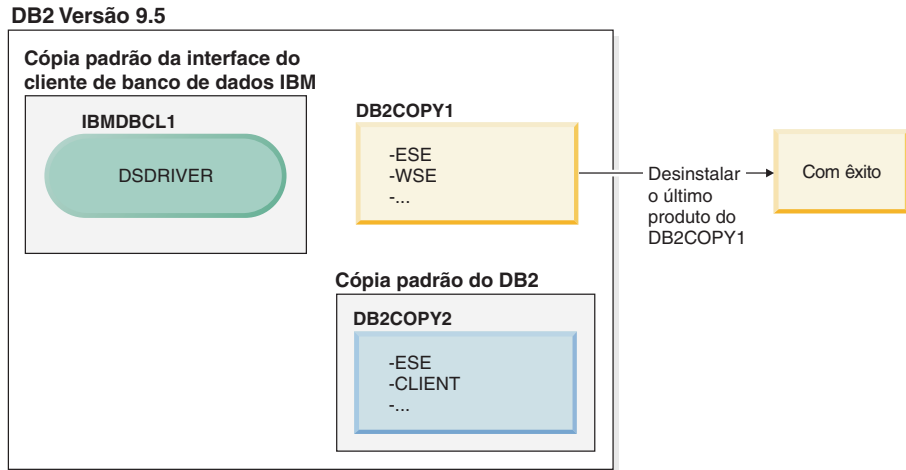 DB2 Versão 9.5
Cópia padrão da interface do
cliente de banco de dados IBM
IBMDBCL1
DSDRIVER
DB2COPY1
-ESE
-WSE
-...
Desinstalar
o último
produto do
DB2COPY1
Com êxito
Cópia padrão do DB2
DB2COPY2
-ESE
-CLIENT
-...